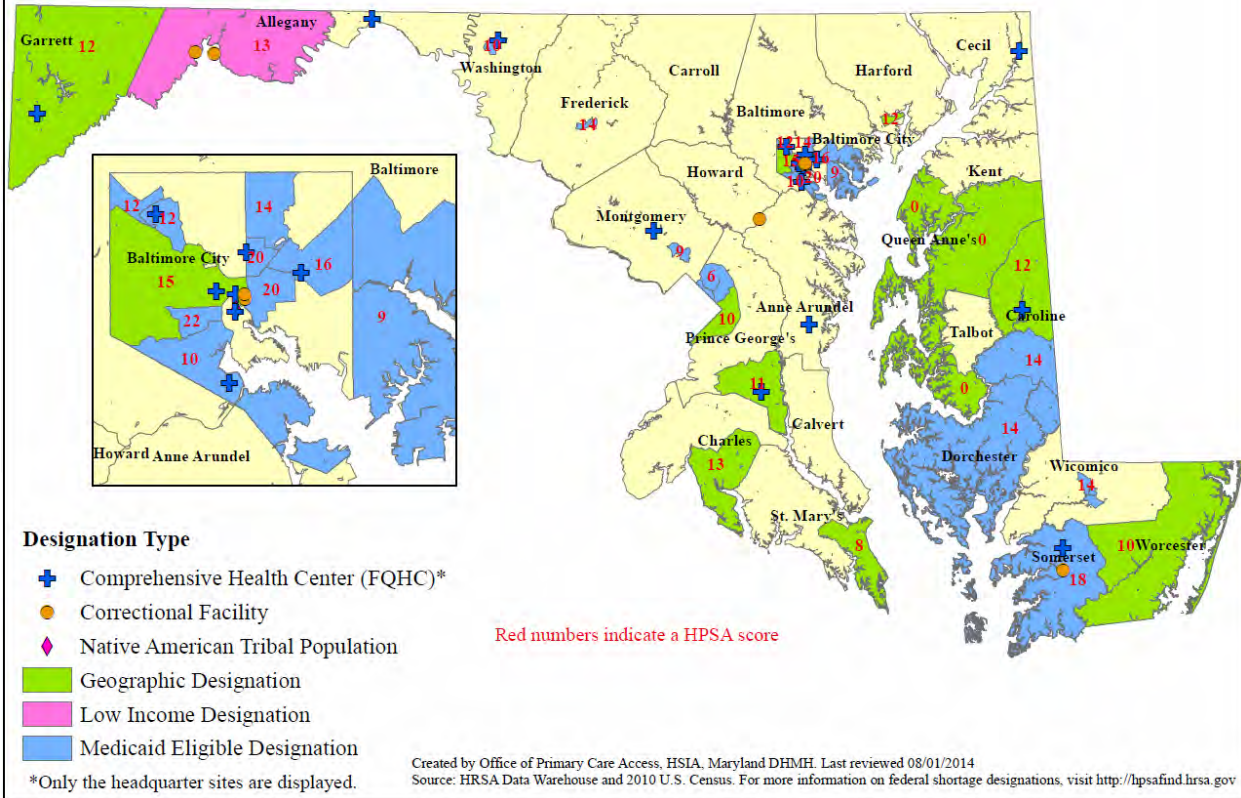 Garrett 12
Allegany
13
Washington
Frederick
14
Carroll
Baltimore
Harford
12
Cecil
Baltimore City
9
Howard
Kent
Montgomery
9
6
10
Prince George's
Anne Arundel
0
Queen Anne's 0
12
Caroline
Talbot
14
0
11
Calvert
Charles
13
St. Mary's
8
14
Dorchester
Wicomico
14
Somerset
18
10 Worcester
Baltimore
12
12
14
Baltimore City
15
20
16
20
22
10
9
Howard Anne Arundel
Designation Type
Comprehensive Health Center (FQHC)*
Correctional Facility
Native American Tribal Population
Geographic Designation
Low Income Designation
Medicaid Eligible Designation
*Only the headquarter sites are displayed.
Red numbers indicate a HPSA score
Created by Office of Primary Care Access, HSIA, Maryland DHMH. Last reviewed 08/01/2014
Source: HRSA Data Warehouse and 2010 U.S. Census. For more information on federal shortage designations, visit http://hpsafind.hrsa.gov